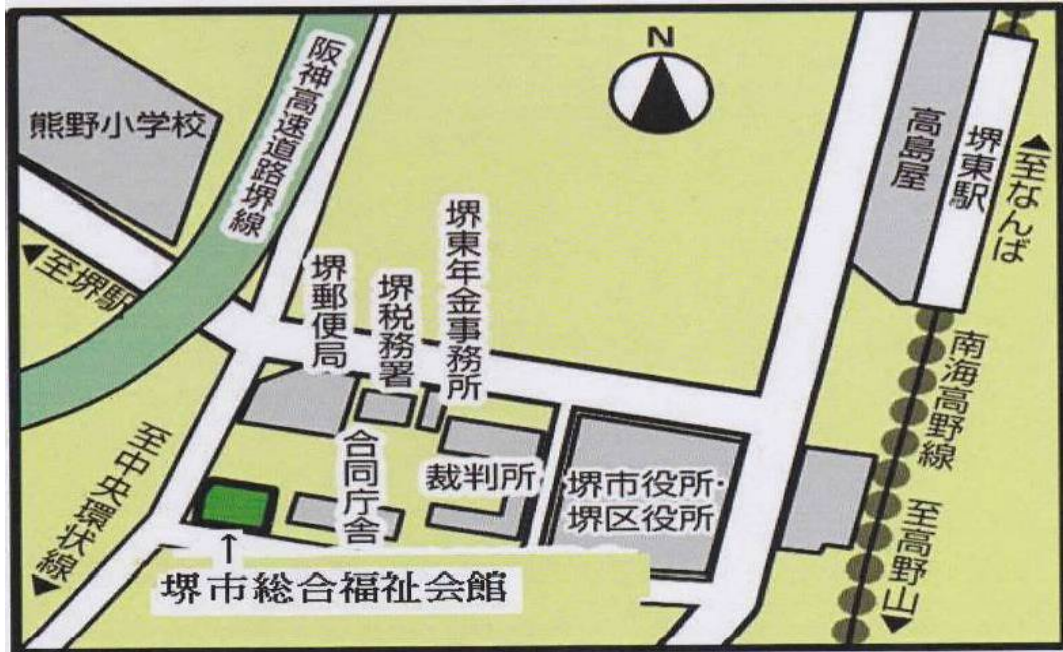 N
熊野小学校
阪神高速道路堺線
高島屋
堺東駅
▲至なんば
◀至堺駅
堺郵便局
堺税務署
堺東年金事務所
南海高野線
至中央環状線▼
合同庁舎
裁判所
堺市役所・
堺区役所
至高野山▼
↑
堺市総合福祉会館